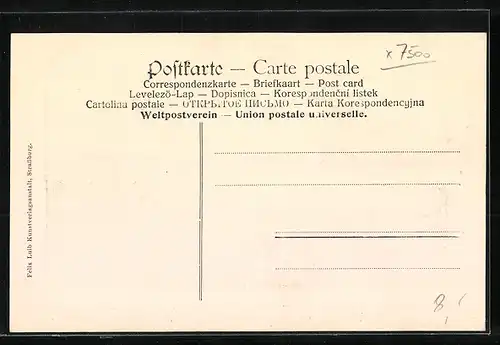 x 7500
Postkarte — Carte postale
Correspondenzkarte — Briefkaart — Post card
Levelező-Lap — Dopisnica — Korespondenční lístek
Cartolina postale — ОТКРЫТОЕ ПИСЬМО — Karta Korespondencyjna
Weltpostverein — Union postale universelle.
Felix Luib Kunstverlagsanstalt, Straßburg.